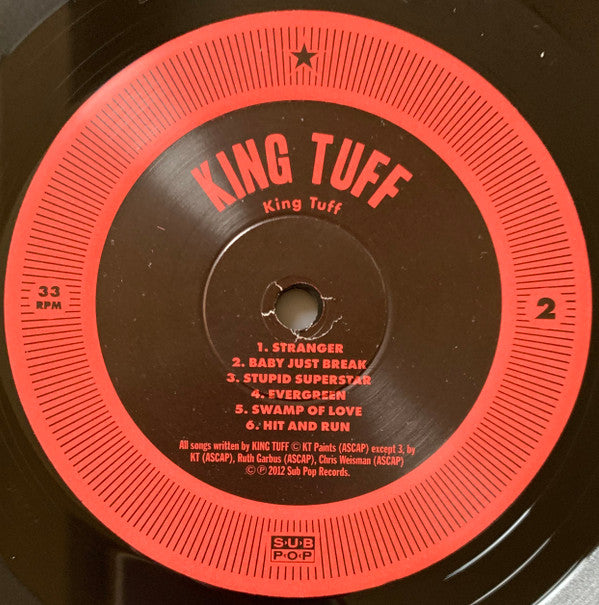 KING TUFF
King Tuff
33
RPM
2
1. STRANGER
2. BABY JUST BREAK
3. STUPID SUPERSTAR
4. EVERGREEN
5. SWAMP OF LOVE
6. HIT AND RUN
All songs written by KING TUFF © KT Paints (ASCAP) except 3, by
KT (ASCAP), Ruth Garbus (ASCAP), Chris Weisman (ASCAP)
© ℗ 2012 Sub Pop Records.
SUB
POP